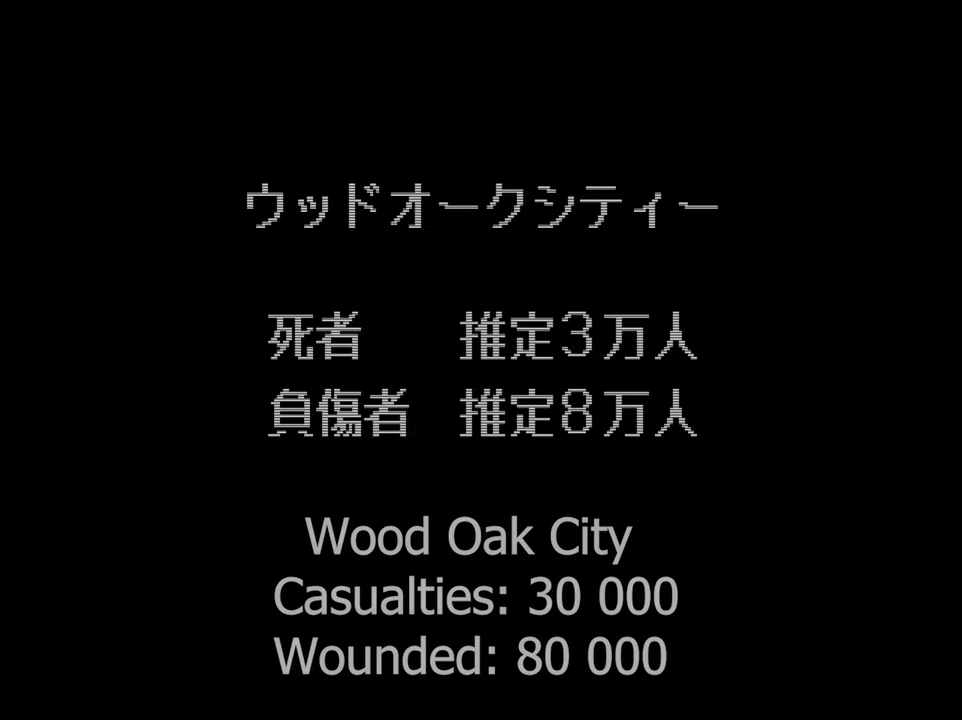 ウッドオークシティー
死者 推定３万人
負傷者 推定８万人
Wood Oak City
Casualties: 30 000
Wounded: 80 000